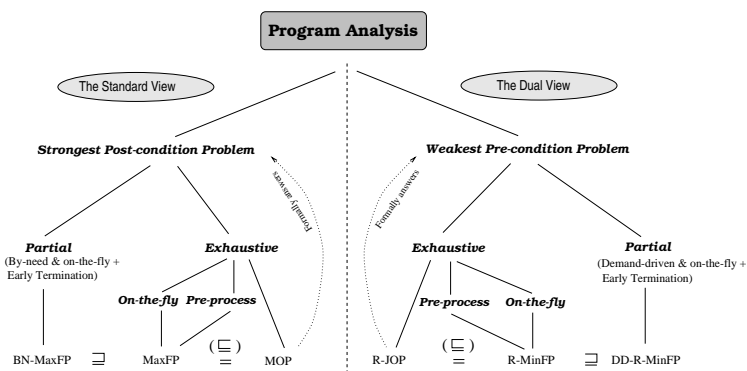 Program Analysis
The Standard View
The Dual View
Strongest Post-condition Problem
Weakest Pre-condition Problem
Formally answers
Formally answers
Partial
(By-need & on-the-fly +
Early Termination)
Exhaustive
Exhaustive
Partial
(Demand-driven & on-the-fly +
Early Termination)
On-the-fly Pre-process
Pre-process On-the-fly
BN-MaxFP ⊒ MaxFP (⊑) = MOP
R-JOP (⊑) = R-MinFP ⊒ DD-R-MinFP